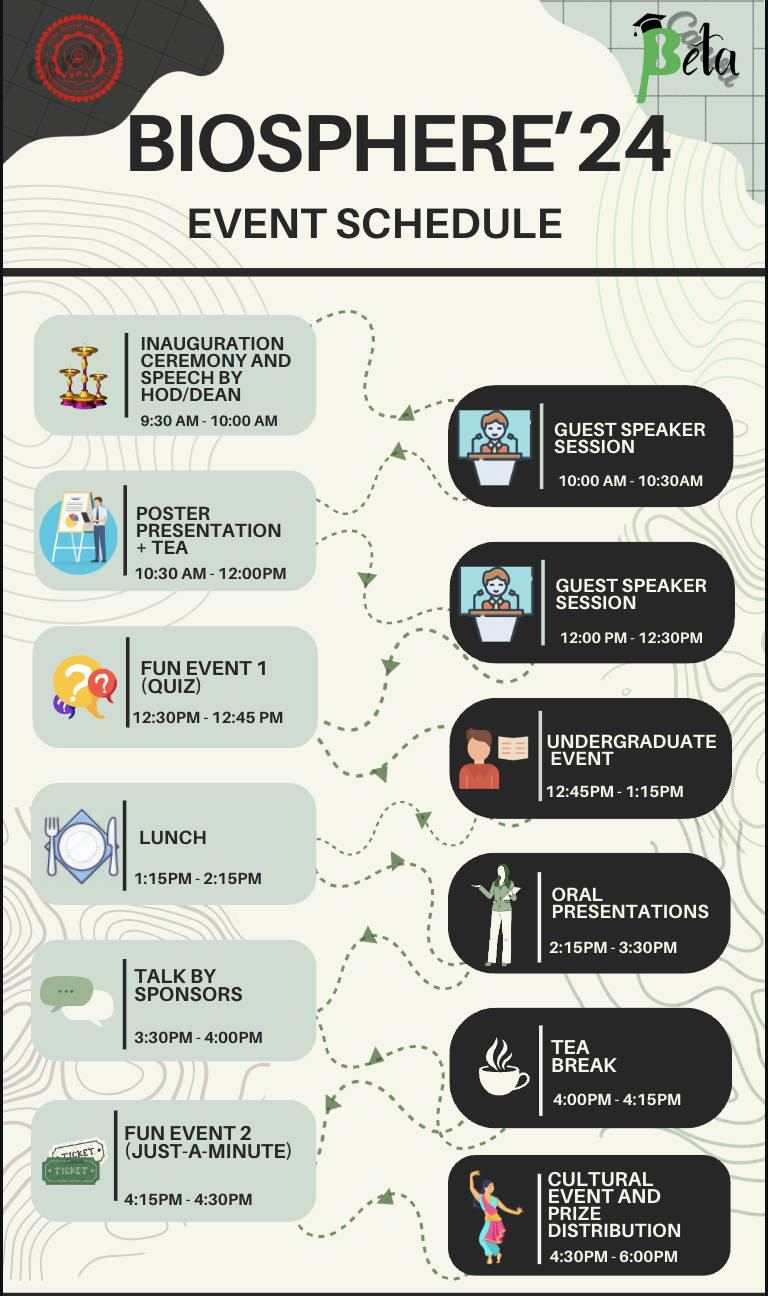 Beta
BIOSPHERE’24
EVENT SCHEDULE
INAUGURATION
CEREMONY AND
SPEECH BY
HOD/DEAN
9:30 AM - 10:00 AM
GUEST SPEAKER
SESSION
10:00 AM - 10:30AM
POSTER
PRESENTATION
+ TEA
10:30 AM - 12:00PM
GUEST SPEAKER
SESSION
12:00 PM - 12:30PM
FUN EVENT 1
(QUIZ)
12:30PM - 12:45 PM
UNDERGRADUATE
EVENT
12:45PM - 1:15PM
LUNCH
1:15PM - 2:15PM
ORAL
PRESENTATIONS
2:15PM - 3:30PM
TALK BY
SPONSORS
3:30PM - 4:00PM
TEA
BREAK
4:00PM - 4:15PM
TICKET
TICKET
FUN EVENT 2
(JUST-A-MINUTE)
4:15PM - 4:30PM
CULTURAL
EVENT AND
PRIZE
DISTRIBUTION
4:30PM - 6:00PM